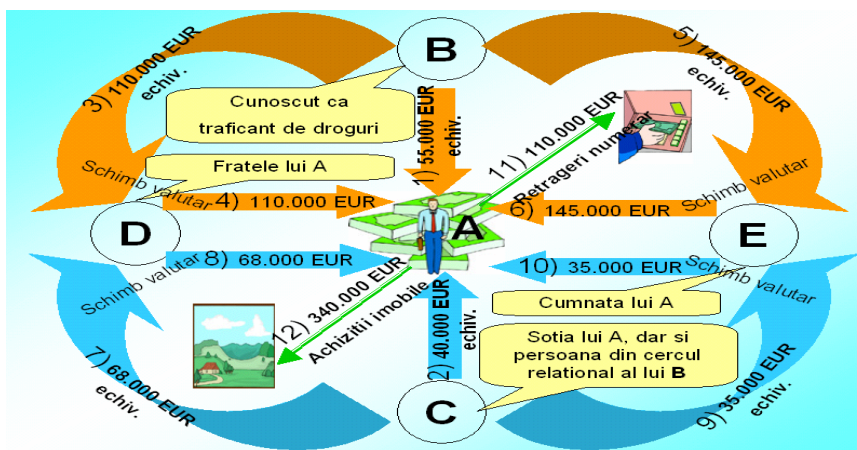 B
3) 110.000 EUR
echiv.
5) 145.000 EUR
echiv.
Cunoscut ca
traficant de droguri
1) 55.000 EUR
echiv.
11) 110.000 EUR
Retrageri numerar
Fratele lui A
Schimb valutar
4) 110.000 EUR
Schimb valutar
6) 145.000 EUR
D
A
E
8) 68.000 EUR
Schimb valutar
10) 35.000 EUR
Schimb valutar
12) 340.000 EUR
Achizitii imobile
2) 40.000 EUR
echiv.
Cumnata lui A
Sotia lui A, dar si
persoana din cercul
relational al lui B
7) 68.000 EUR
echiv.
C
9) 35.000 EUR
echiv.